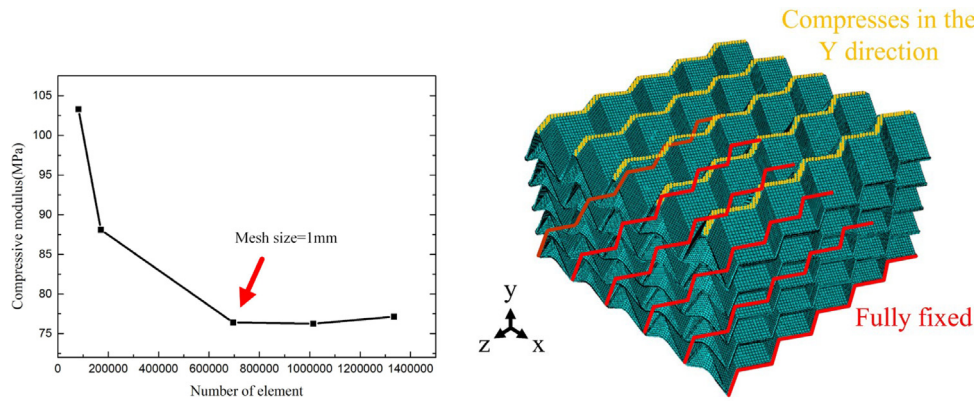 Compresses in the
Y direction
105
100
95
90
85
80
75
Compressive modulus(MPa)
Mesh size=1mm
0 200000 400000 600000 800000 1000000 1200000 1400000
Number of element
y
z x
Fully fixed